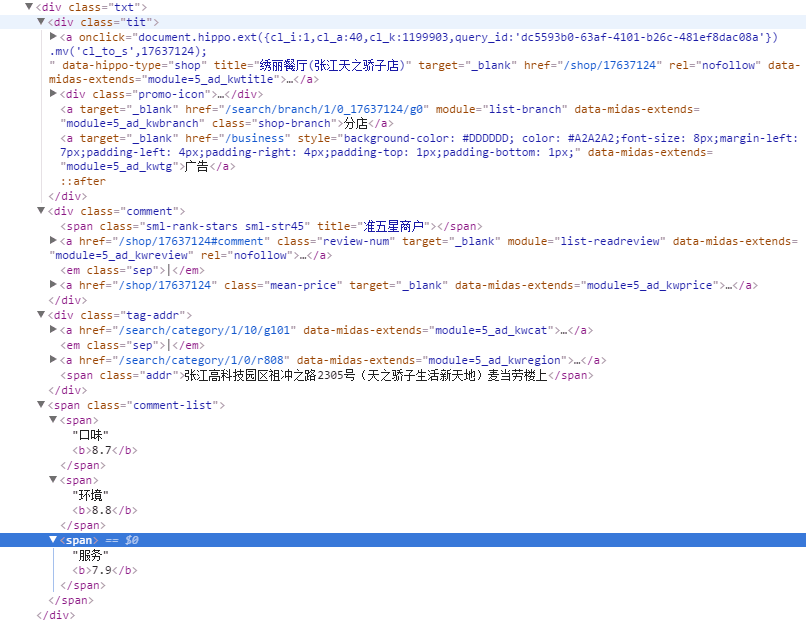 ▼<div class="txt">
▼<div class="tit">
▶<a onclick="document.hippo.ext({cl_i:1,cl_a:40,cl_k:1199903,query_id:'dc5593b0-63af-4101-b26c-481ef8dac08a'})
.mv('cl_to_s',17637124);
" data-hippo-type="shop" title="绣丽餐厅(张江天之骄子店)" target="_blank" href="/shop/17637124" rel="nofollow" data-
midas-extends="module=5_ad_kwtitle">…</a>
▶<div class="promo-icon">…</div>
<a target="_blank" href="/search/branch/1/0_17637124/g0" module="list-branch" data-midas-extends=
"module=5_ad_kwbranch" class="shop-branch">分店</a>
<a target="_blank" href="/business" style="background-color: #DDDDDD; color: #A2A2A2;font-size: 8px;margin-left:
7px;padding-left: 4px;padding-right: 4px;padding-top: 1px;padding-bottom: 1px;" data-midas-extends=
"module=5_ad_kwtg">广告</a>
::after
</div>
▼<div class="comment">
<span class="sml-rank-stars sml-str45" title="准五星商户"></span>
▶<a href="/shop/17637124#comment" class="review-num" target="_blank" module="list-readreview" data-midas-extends=
"module=5_ad_kwreview" rel="nofollow">…</a>
<em class="sep">|</em>
▶<a href="/shop/17637124" class="mean-price" target="_blank" data-midas-extends="module=5_ad_kwprice">…</a>
</div>
▼<div class="tag-addr">
▶<a href="/search/category/1/10/g101" data-midas-extends="module=5_ad_kwcat">…</a>
<em class="sep">|</em>
▶<a href="/search/category/1/0/r808" data-midas-extends="module=5_ad_kwregion">…</a>
<span class="addr">张江高科技园区祖冲之路2305号（天之骄子生活新天地）麦当劳楼上</span>
</div>
▼<span class="comment-list">
▼<span>
"口味"
<b>8.7</b>
</span>
▼<span>
"环境"
<b>8.8</b>
</span>
▼<span> == $0
"服务"
<b>7.9</b>
</span>
</span>
</div>